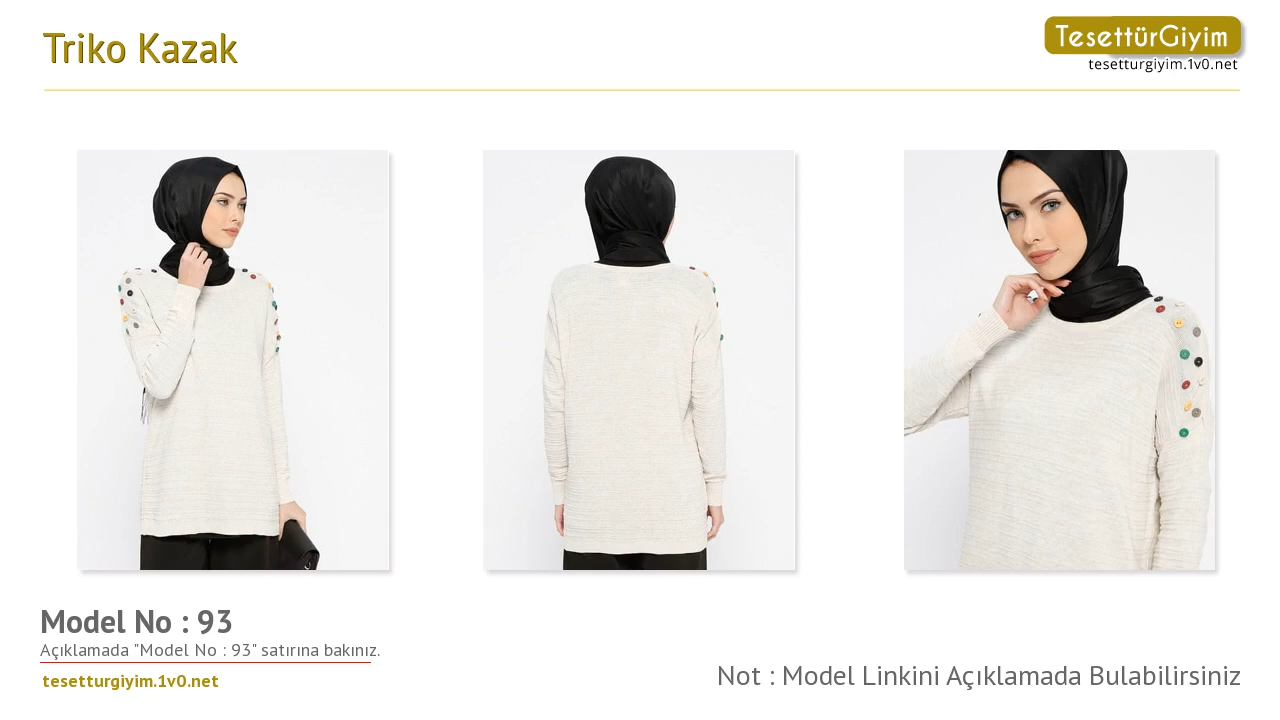 Triko Kazak
TesettürGiyim
tesetturgiyim.1v0.net
Model No : 93
Açıklamada "Model No : 93" satırına bakınız.
tesetturgiyim.1v0.net
Not : Model Linkini Açıklamada Bulabilirsiniz